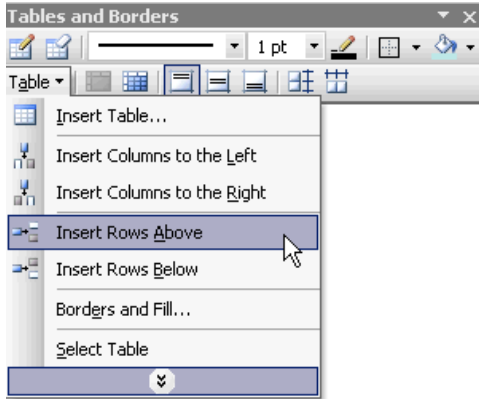 Tables and Borders
1 pt
Table
Insert Table...
Insert Columns to the Left
Insert Columns to the Right
Insert Rows Above
Insert Rows Below
Borders and Fill...
Select Table